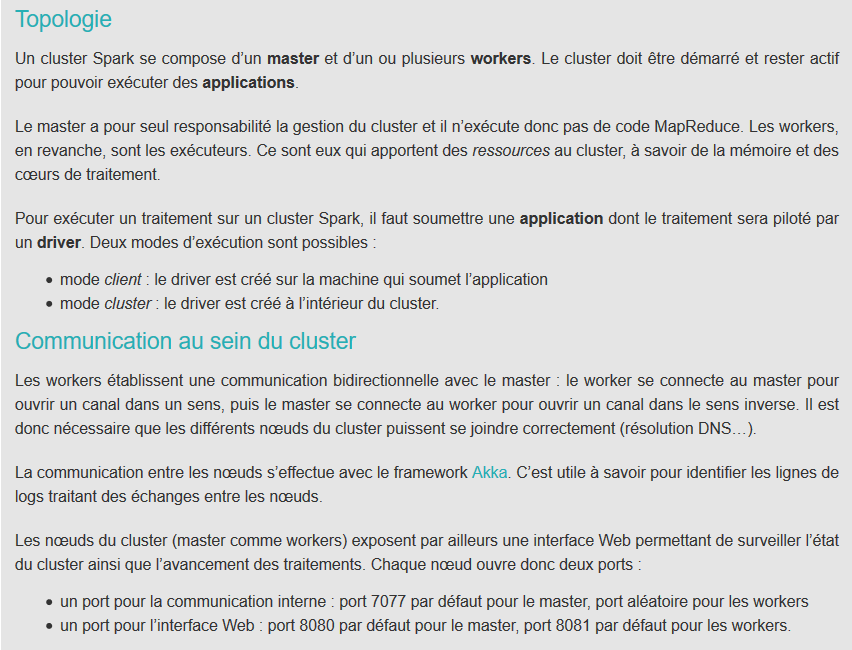 Topologie
Un cluster Spark se compose d’un master et d’un ou plusieurs workers. Le cluster doit être démarré et rester actif
pour pouvoir exécuter des applications.
Le master a pour seul responsabilité la gestion du cluster et il n’exécute donc pas de code MapReduce. Les workers,
en revanche, sont les exécuteurs. Ce sont eux qui apportent des ressources au cluster, à savoir de la mémoire et des
cœurs de traitement.
Pour exécuter un traitement sur un cluster Spark, il faut soumettre une application dont le traitement sera piloté par
un driver. Deux modes d’exécution sont possibles :
• mode client : le driver est créé sur la machine qui soumet l’application
• mode cluster : le driver est créé à l’intérieur du cluster.
Communication au sein du cluster
Les workers établissent une communication bidirectionnelle avec le master : le worker se connecte au master pour
ouvrir un canal dans un sens, puis le master se connecte au worker pour ouvrir un canal dans le sens inverse. Il est
donc nécessaire que les différents nœuds du cluster puissent se joindre correctement (résolution DNS…).
La communication entre les nœuds s’effectue avec le framework Akka. C’est utile à savoir pour identifier les lignes de
logs traitant des échanges entre les nœuds.
Les nœuds du cluster (master comme workers) exposent par ailleurs une interface Web permettant de surveiller l’état
du cluster ainsi que l’avancement des traitements. Chaque nœud ouvre donc deux ports :
• un port pour la communication interne : port 7077 par défaut pour le master, port aléatoire pour les workers
• un port pour l’interface Web : port 8080 par défaut pour le master, port 8081 par défaut pour les workers.